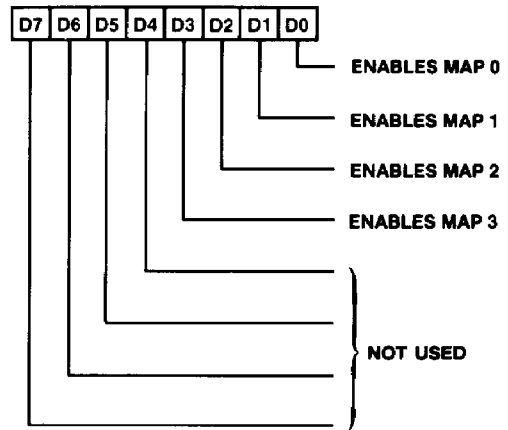 D7 D6 D5 D4 D3 D2 D1 D0
ENABLES MAP 0
ENABLES MAP 1
ENABLES MAP 2
ENABLES MAP 3
NOT USED